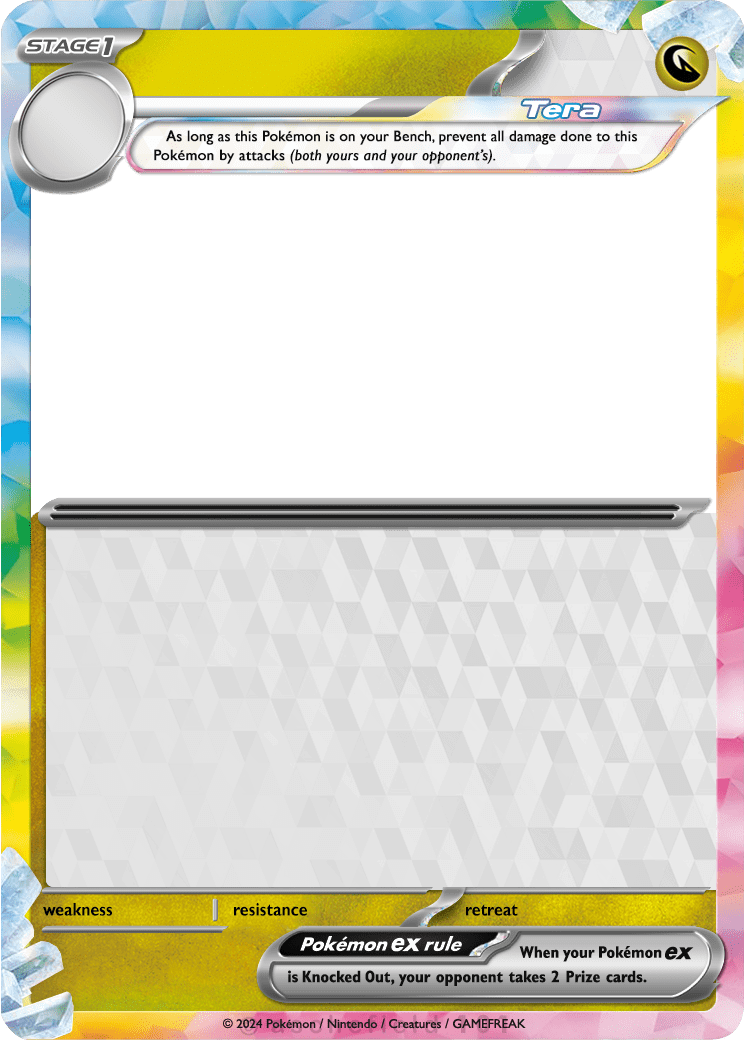 STAGE1
Tera
As long as this Pokémon is on your Bench, prevent all damage done to this
Pokémon by attacks (both yours and your opponent's).
weakness
resistance
retreat
Pokémon ex rule
When your Pokémon ex
is Knocked Out, your opponent takes 2 Prize cards.
© 2024 Pokémon / Nintendo / Creatures / GAMEFREAK